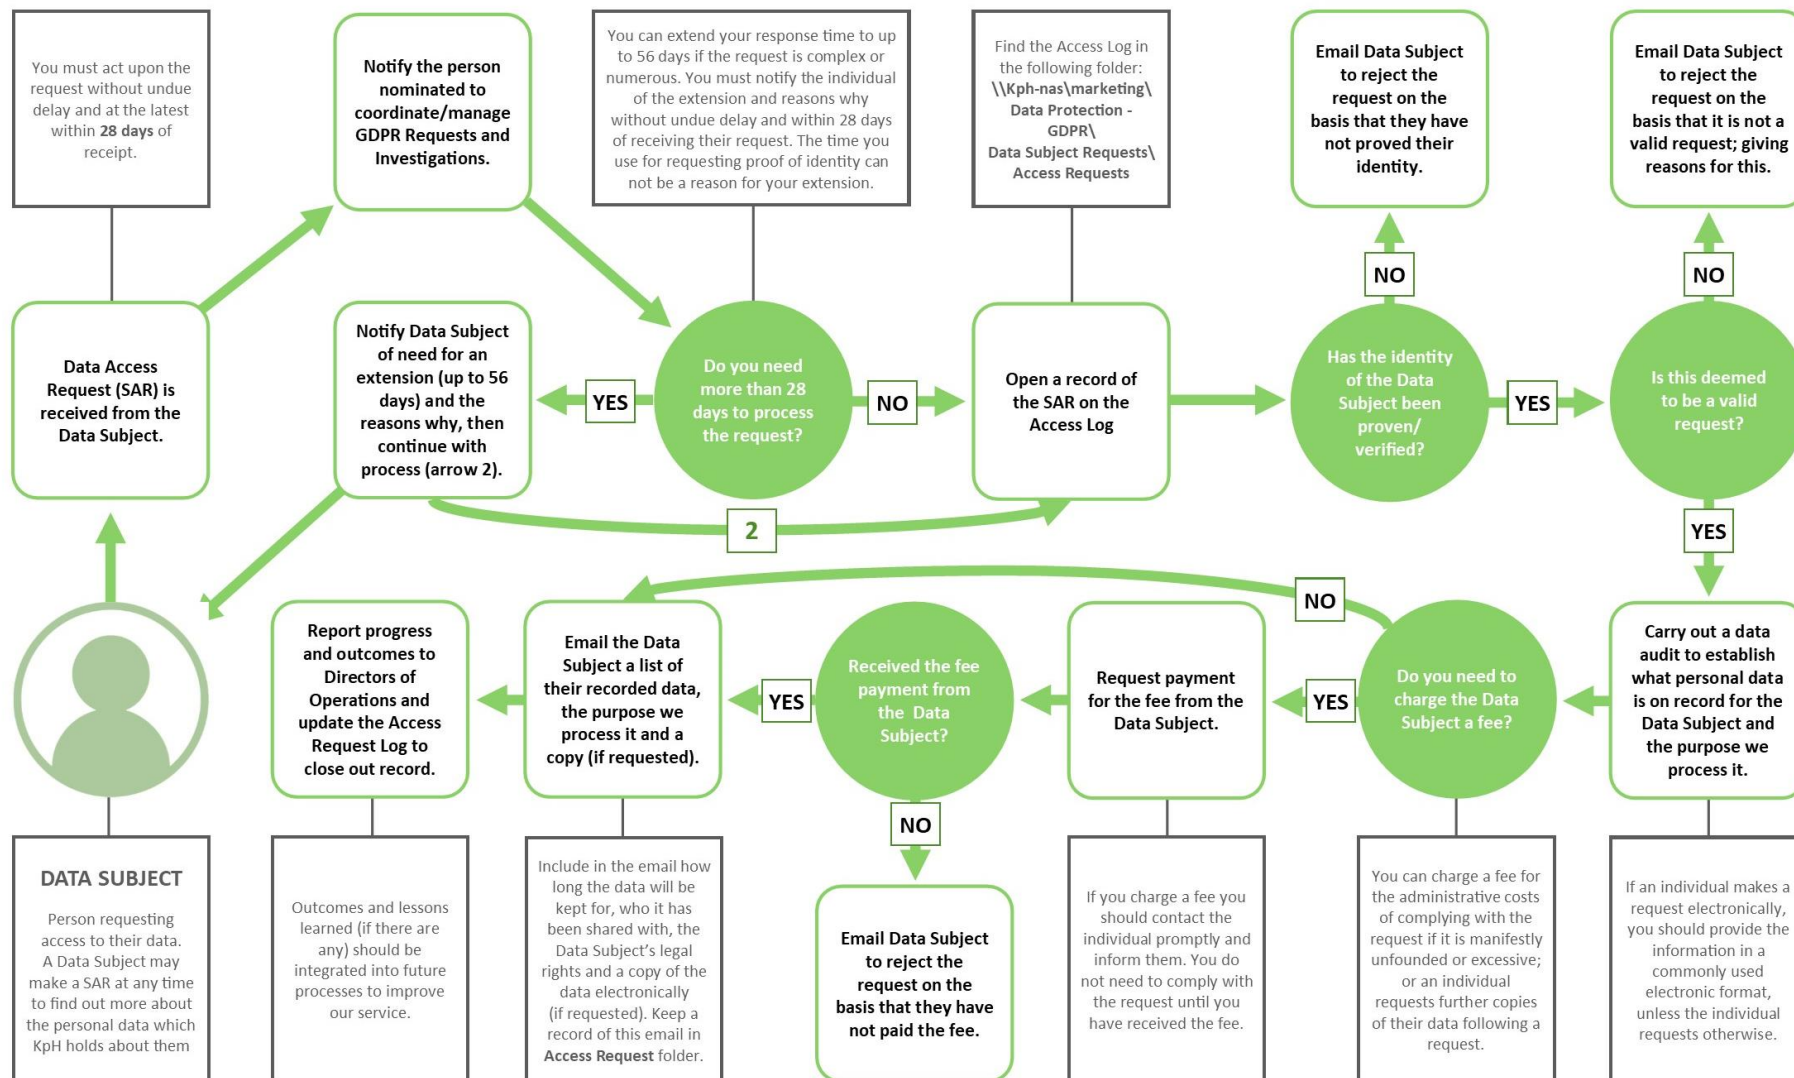 You must act upon the
request without undue
delay and at the latest
within 28 days of
receipt.
Notify the person
nominated to
coordinate/manage
GDPR Requests and
Investigations.
You can extend your response time to up
to 56 days if the request is complex or
numerous. You must notify the individual
of the extension and reasons why
without undue delay and within 28 days
of receiving their request. The time you
use for requesting proof of identity can
not be a reason for your extension.
Find the Access Log in
the following folder:
\\Kph-nas\marketing\
Data Protection -
GDPR\
Data Subject Requests\
Access Requests
Email Data Subject
to reject the
request on the
basis that they have
not proved their
identity.
Email Data Subject
to reject the
request on the
basis that it is not a
valid request; giving
reasons for this.
NO
NO
Data Access
Request (SAR) is
received from the
Data Subject.
Notify Data Subject
of need for an
extension (up to 56
days) and the
reasons why, then
continue with
process (arrow 2).
YES
Do you need
more than 28
days to process
the request?
NO
Open a record of
the SAR on the
Access Log
Has the identity
of the Data
Subject been
proven/
verified?
YES
Is this deemed
to be a valid
request?
2
YES
NO
Report progress
and outcomes to
Directors of
Operations and
update the Access
Request Log to
close out record.
Email the Data
Subject a list of
their recorded data,
the purpose we
process it and a
copy (if requested).
YES
Received the fee
payment from
the Data
Subject?
Request payment
for the fee from the
Data Subject.
YES
Do you need to
charge the Data
Subject a fee?
Carry out a data
audit to establish
what personal data
is on record for the
Data Subject and
the purpose we
process it.
NO
DATA SUBJECT
Person requesting
access to their data.
A Data Subject may
make a SAR at any time
to find out more about
the personal data which
KpH holds about them
Outcomes and lessons
learned (if there are
any) should be
integrated into future
processes to improve
our service.
Include in the email how
long the data will be
kept for, who it has
been shared with, the
Data Subject's legal
rights and a copy of the
data electronically
(if requested). Keep a
record of this email in
Access Request folder.
Email Data Subject
to reject the
request on the
basis that they have
not paid the fee.
If you charge a fee you
should contact the
individual promptly and
inform them. You do
not need to comply with
the request until you
have received the fee.
You can charge a fee for
the administrative costs
of complying with the
request if it is manifestly
unfounded or excessive;
or an individual
requests further copies
of their data following a
request.
If an individual makes a
request electronically,
you should provide the
information in a
commonly used
electronic format,
unless the individual
requests otherwise.